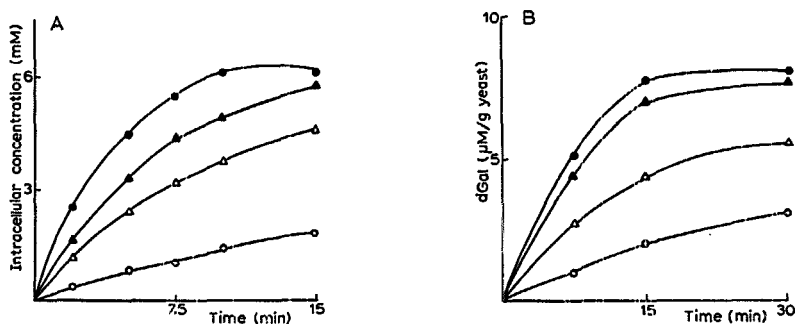 A
Intracellular concentration (mM)
6
3
7.5
15
Time (min)
B
dGal (µM/g yeast)
10
5
15
30
Time (min)